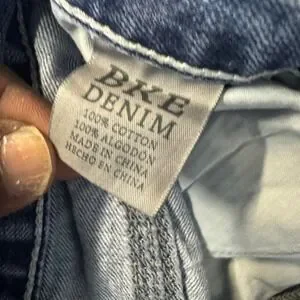 BKE
DENIM
100% COTTON
100% ALGODON
MADE IN CHINA
HECHO EN CHINA